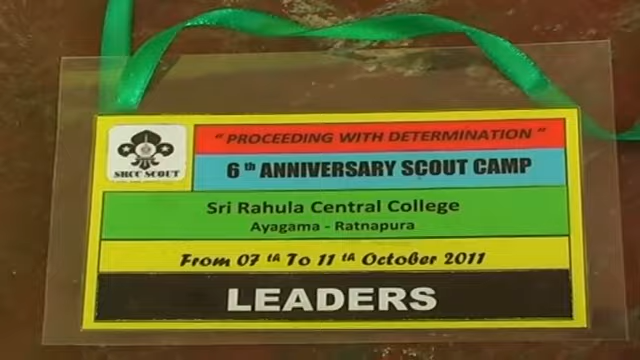 " PROCEEDING WITH DETERMINATION "
6 th ANNIVERSARY SCOUT CAMP
SRCC SCOUT
Sri Rahula Central College
Ayagama - Ratnapura
From 07 th To 11 th October 2011
LEADERS